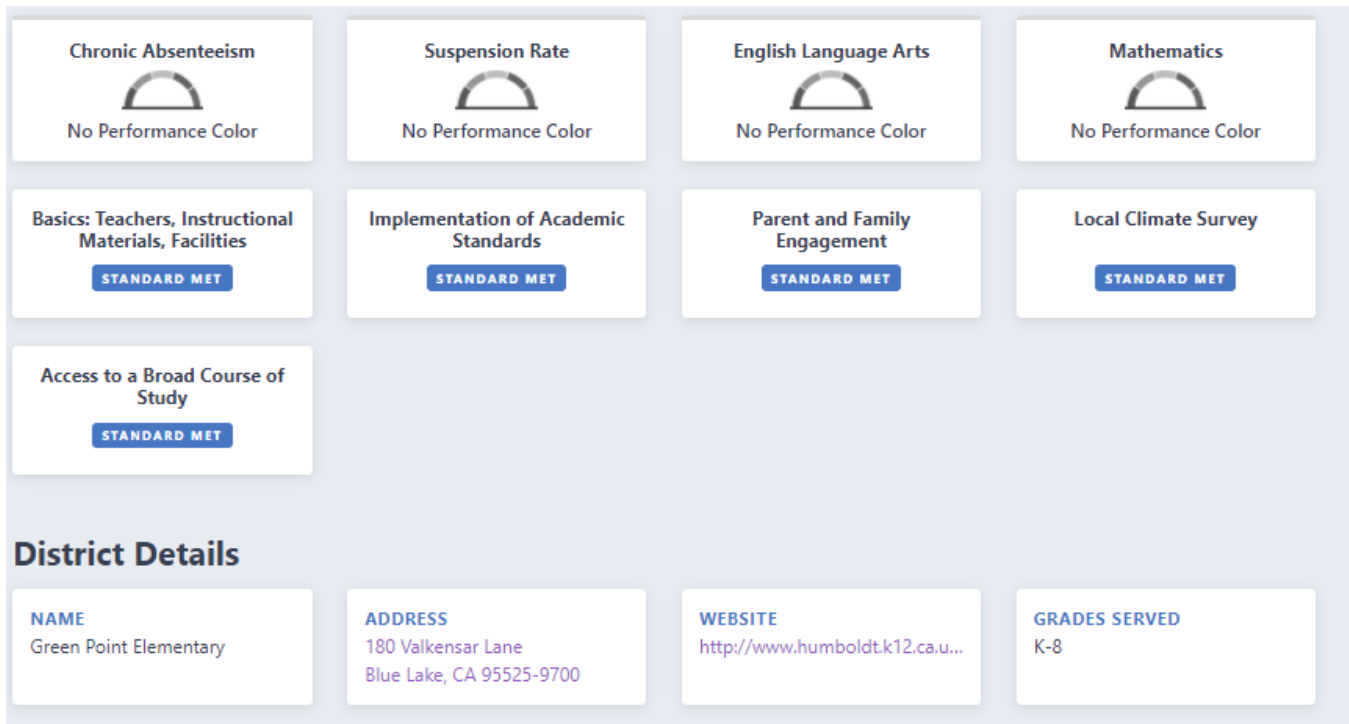 Chronic Absenteeism
No Performance Color
Suspension Rate
No Performance Color
English Language Arts
No Performance Color
Mathematics
No Performance Color
Basics: Teachers, Instructional
Materials, Facilities
STANDARD MET
Implementation of Academic
Standards
STANDARD MET
Parent and Family
Engagement
STANDARD MET
Local Climate Survey
STANDARD MET
Access to a Broad Course of
Study
STANDARD MET
District Details
NAME
Green Point Elementary
ADDRESS
180 Valkensar Lane
Blue Lake, CA 95525-9700
WEBSITE
http://www.humboldt.k12.ca.u...
GRADES SERVED
K-8